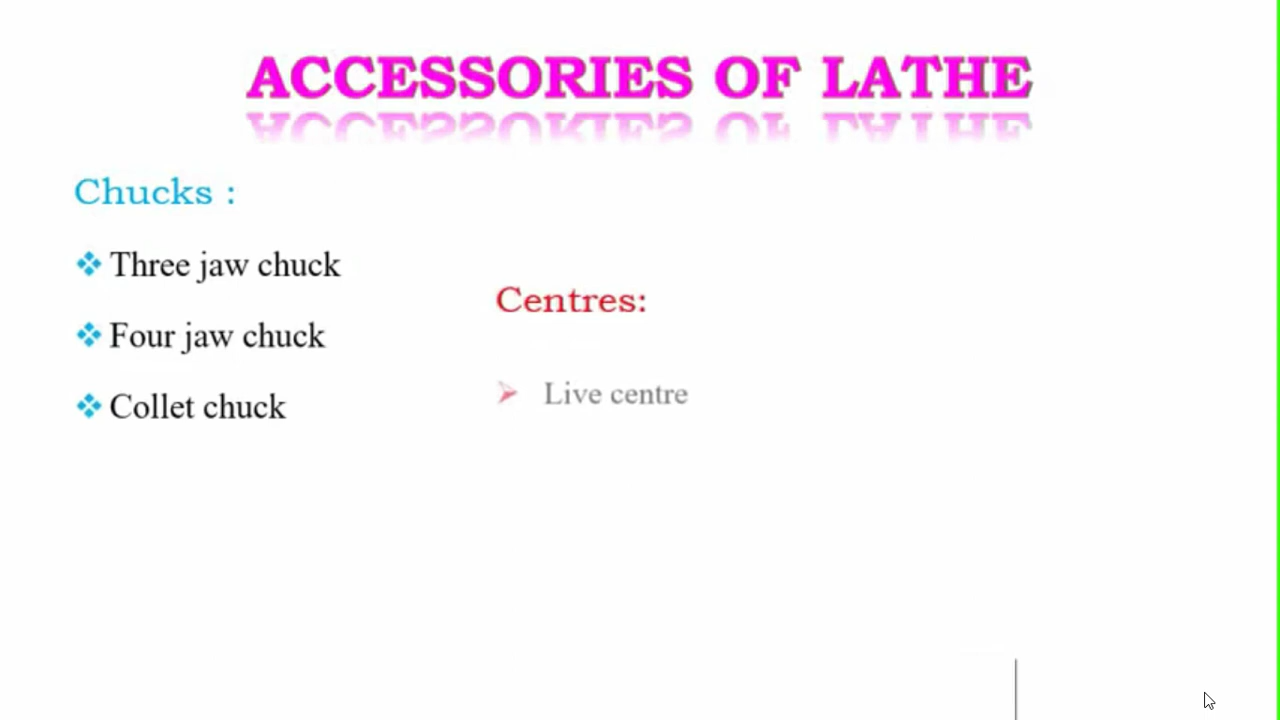 ACCESSORIES OF LATHE
Chucks :
Three jaw chuck
Four jaw chuck
Collet chuck
Centres:
Live centre